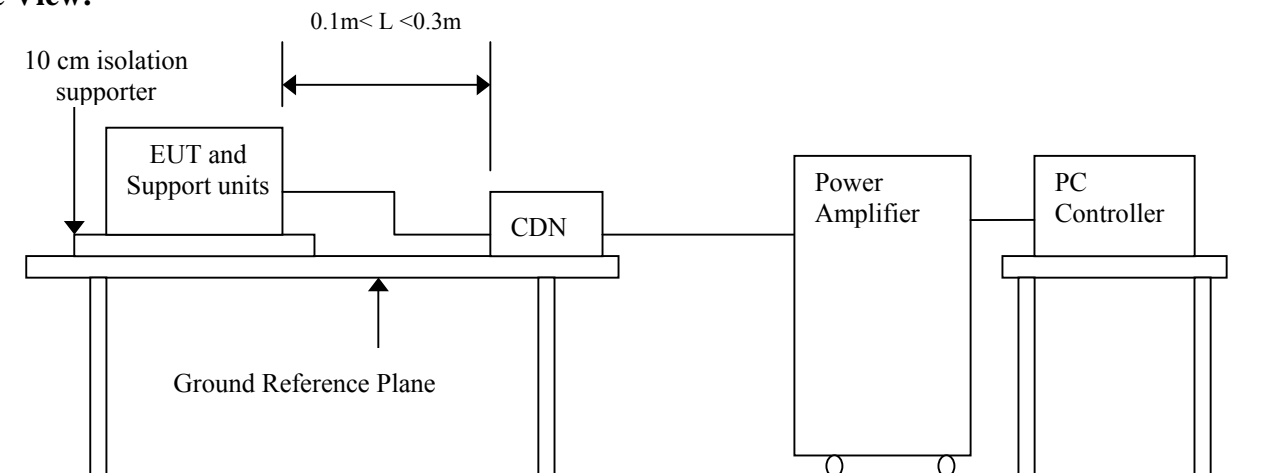 View:
0.1m< L <0.3m
10 cm isolation
supporter
EUT and
Support units
CDN
Power
Amplifier
PC
Controller
Ground Reference Plane